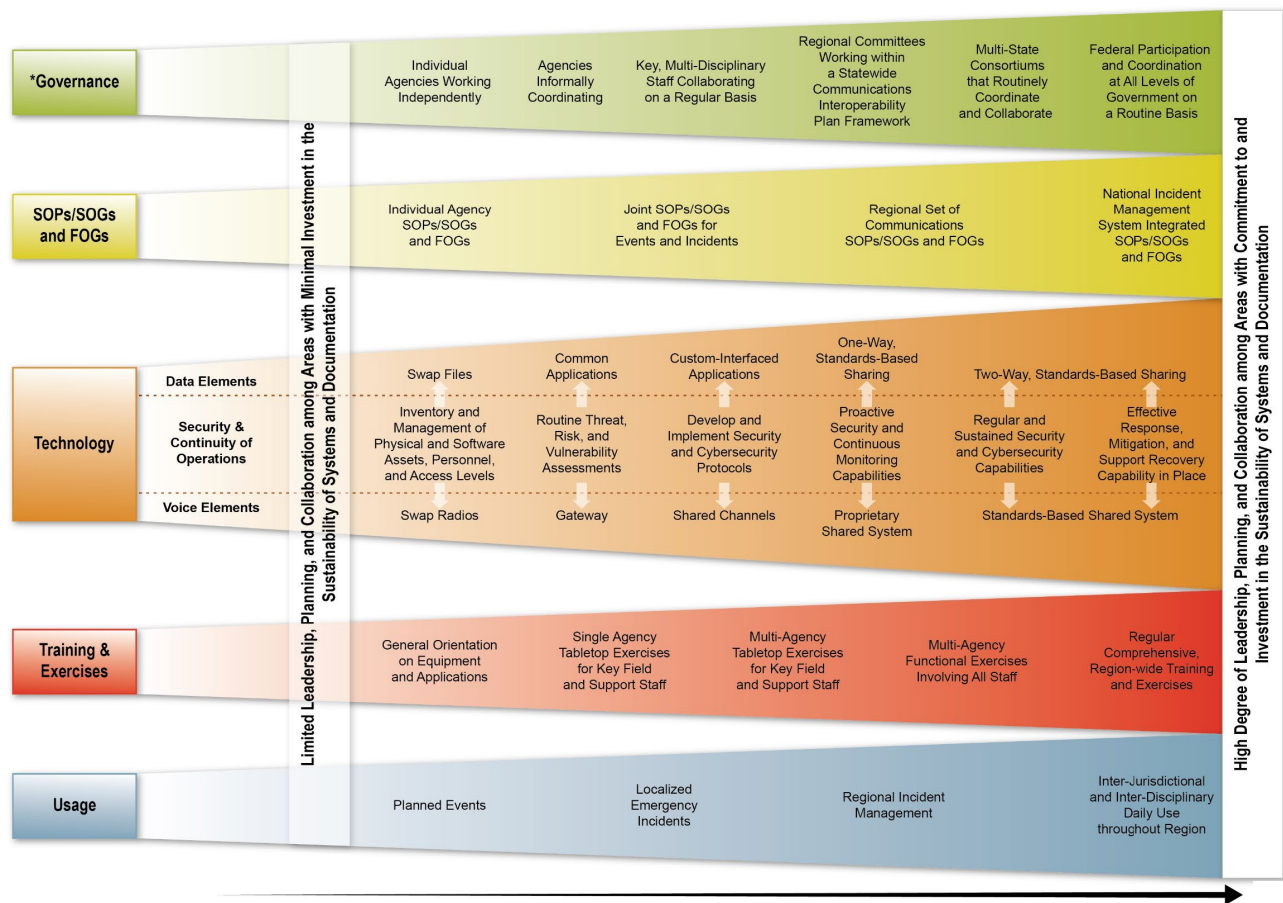 *Governance
Individual
Agencies Working
Independently
Agencies
Informally
Coordinating
Key, Multi-Disciplinary
Staff Collaborating
on a Regular Basis
Regional Committees
Working within
a Statewide
Communications
Interoperability
Plan Framework
Multi-State
Consortiums
that Routinely
Coordinate
and Collaborate
Federal Participation
and Coordination
at All Levels of
Government on
a Routine Basis
SOPs/SOGs
and FOGs
Individual Agency
SOPs/SOGs
and FOGs
Joint SOPs/SOGs
and FOGs for
Events and Incidents
Regional Set of
Communications
SOPs/SOGs and FOGs
National Incident
Management
System Integrated
SOPs/SOGs
and FOGs
Technology
Data Elements
Swap Files
Common
Applications
Custom-Interfaced
Applications
One-Way,
Standards-Based
Sharing
Two-Way, Standards-Based Sharing
Security &
Continuity of
Operations
Inventory and
Management of
Physical and Software
Assets, Personnel,
and Access Levels
Routine Threat,
Risk, and
Vulnerability
Assessments
Develop and
Implement Security
and Cybersecurity
Protocols
Proactive
Security and
Continuous
Monitoring
Capabilities
Regular and
Sustained Security
and Cybersecurity
Capabilities
Effective
Response,
Mitigation, and
Support Recovery
Capability in Place
Voice Elements
Swap Radios
Gateway
Shared Channels
Proprietary
Shared System
Standards-Based Shared System
Training &
Exercises
General Orientation
on Equipment
and Applications
Single Agency
Tabletop Exercises
for Key Field
and Support Staff
Multi-Agency
Tabletop Exercises
for Key Field
and Support Staff
Multi-Agency
Functional Exercises
Involving All Staff
Regular
Comprehensive,
Region-wide Training
and Exercises
Usage
Planned Events
Localized
Emergency
Incidents
Regional Incident
Management
Inter-Jurisdictional
and Inter-Disciplinary
Daily Use
throughout Region
Limited Leadership, Planning, and Collaboration among Areas with Minimal Investment in the
Sustainability of Systems and Documentation
High Degree of Leadership, Planning, and Collaboration among Areas with Commitment to and
Investment in the Sustainability of Systems and Documentation